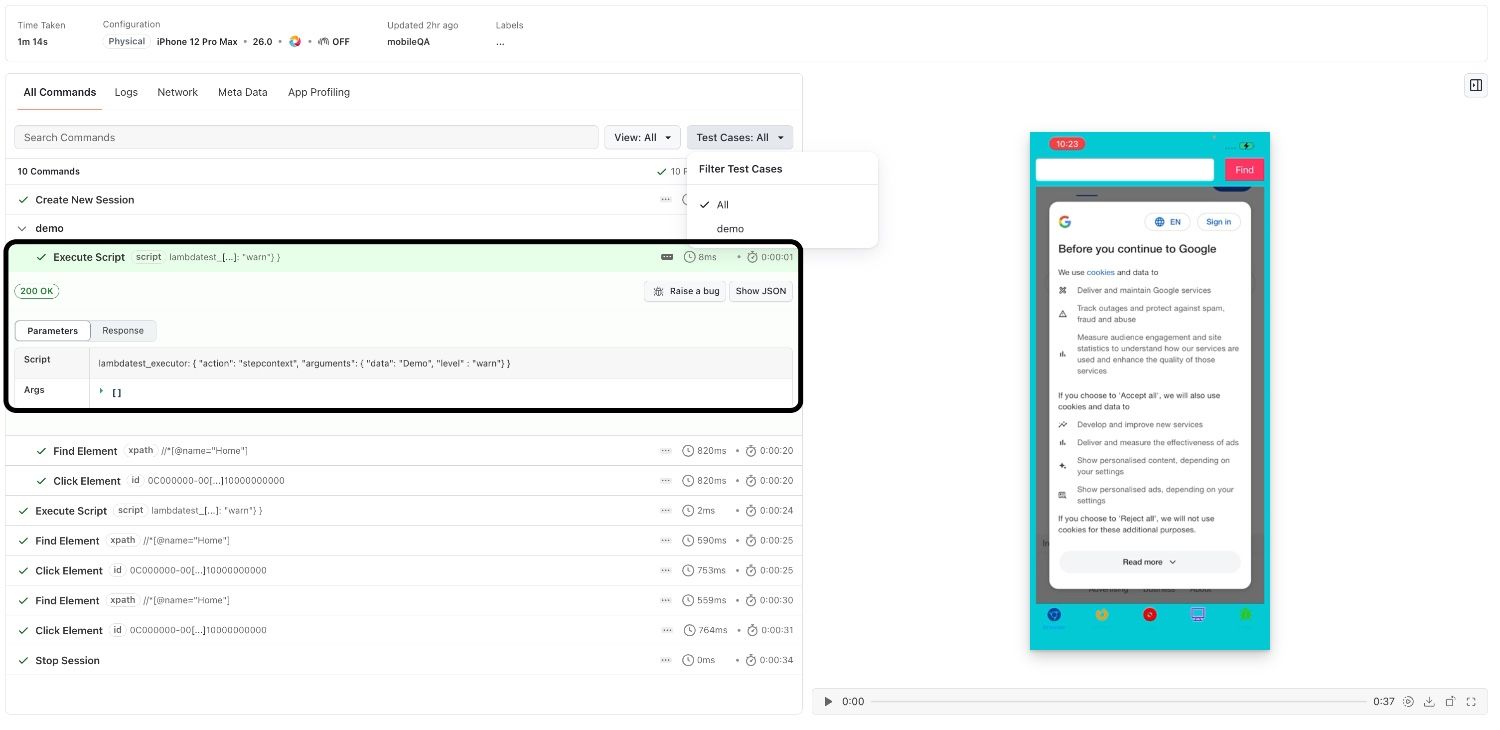 Time Taken
Configuration
Updated 2hr ago
Labels
1m 14s
Physical iPhone 12 Pro Max • 26.0 • • OFF
mobileQA
...
All Commands Logs Network Meta Data App Profiling
Search Commands
View: All
Test Cases: All
10 Commands
10
Filter Test Cases
All
demo
Create New Session
demo
Execute Script script lambdatest_[...]: "warn"} } 8ms • 0:00:01
200 OK
Raise a bug
Show JSON
Parameters
Response
Script
lambdatest_executor: { "action": "stepcontext", "arguments": { "data": "Demo", "level" : "warn"} }
Args
[ ]
Find Element xpath //*[@name="Home"] 820ms • 0:00:20
Click Element id 0C000000-00[...]10000000000 820ms • 0:00:20
Execute Script script lambdatest_[...]: "warn"} } 2ms • 0:00:24
Find Element xpath //*[@name="Home"] 590ms • 0:00:25
Click Element id 0C000000-00[...]10000000000 753ms • 0:00:25
Find Element xpath //*[@name="Home"] 559ms • 0:00:30
Click Element id 0C000000-00[...]10000000000 764ms • 0:00:31
Stop Session 0ms • 0:00:34
10:23
Find
EN
Sign in
Before you continue to Google
We use cookies and data to
Deliver and maintain Google services
Track outages and protect against spam,
fraud and abuse
Measure audience engagement and site
statistics to understand how our services are
used and enhance the quality of those
services
If you choose to 'Accept all', we will also use
cookies and data to
Develop and improve new services
Deliver and measure the effectiveness of ads
Show personalised content, depending on
your settings
Show personalised ads, depending on your
settings
If you choose to 'Reject all', we will not use
cookies for these additional purposes.
Read more
Advertising Business About
0:00
0:37